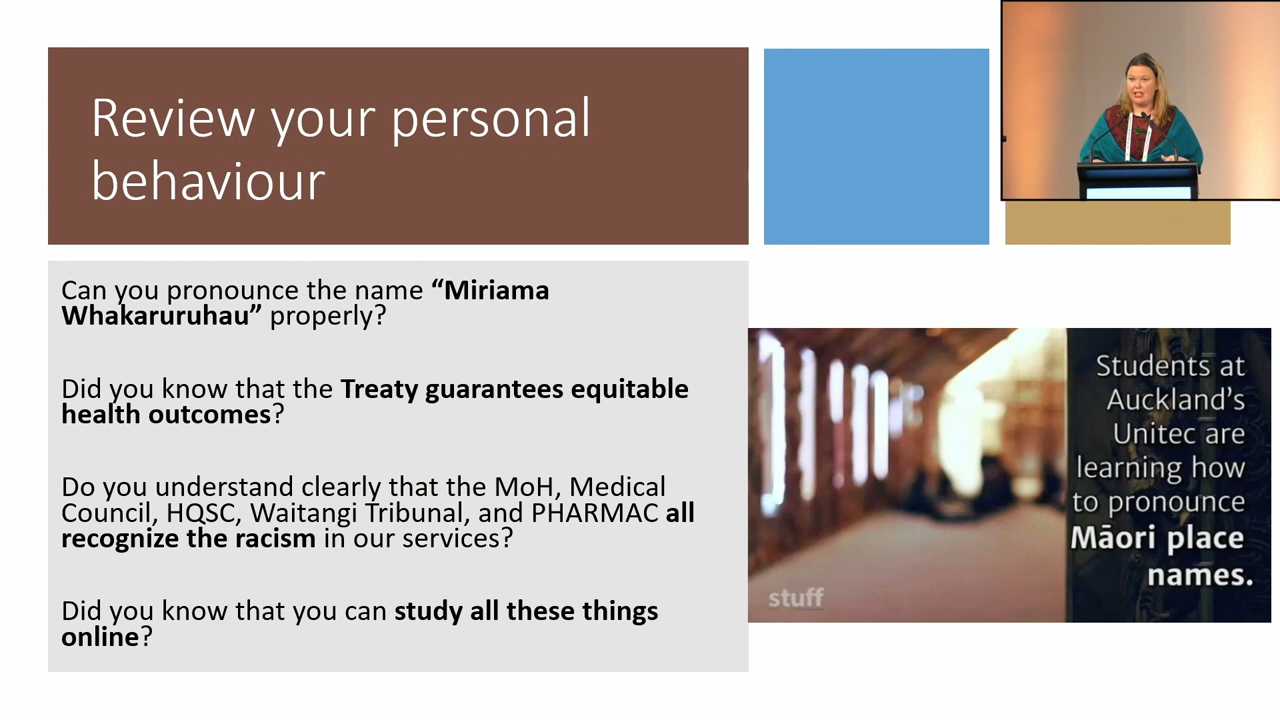 Review your personal
behaviour
Can you pronounce the name “Miriama
Whakaruruhau” properly?
Did you know that the Treaty guarantees equitable
health outcomes?
Do you understand clearly that the MoH, Medical
Council, HQSC, Waitangi Tribunal, and PHARMAC all
recognize the racism in our services?
Did you know that you can study all these things
online?
Students at
Auckland’s
Unitec are
learning how
to pronounce
Māori place
names.
stuff